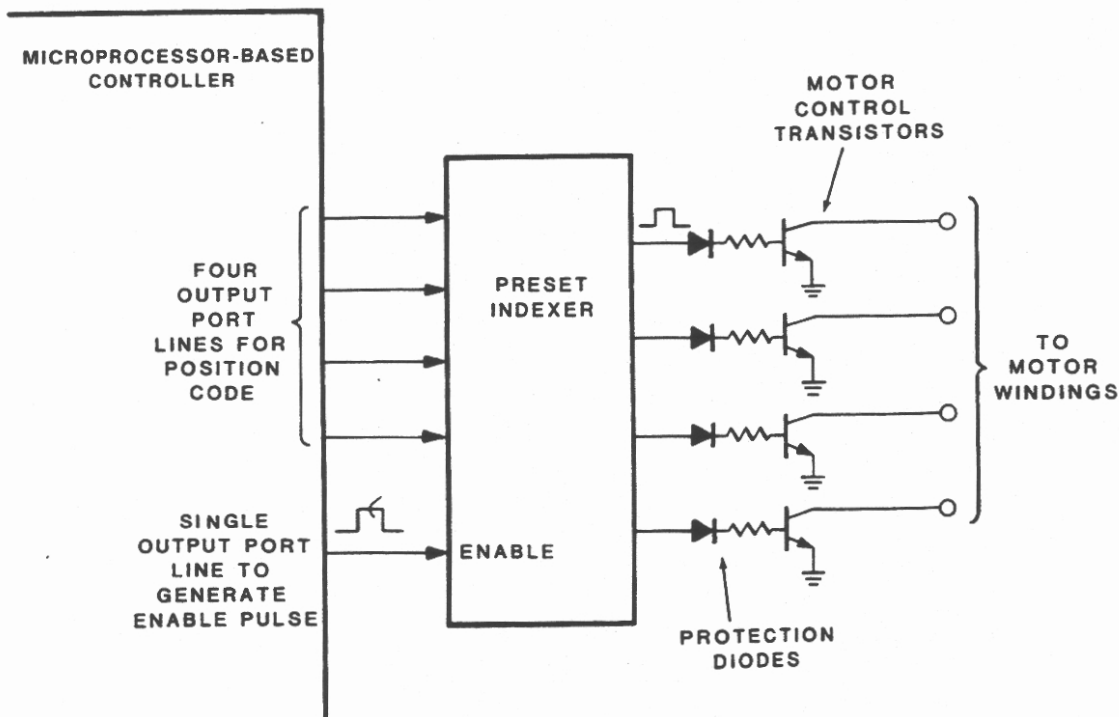 MICROPROCESSOR-BASED
CONTROLLER
FOUR
OUTPUT
PORT
LINES FOR
POSITION
CODE
SINGLE
OUTPUT PORT
LINE TO
GENERATE
ENABLE PULSE
PRESET
INDEXER
ENABLE
MOTOR
CONTROL
TRANSISTORS
TO
MOTOR
WINDINGS
PROTECTION
DIODES